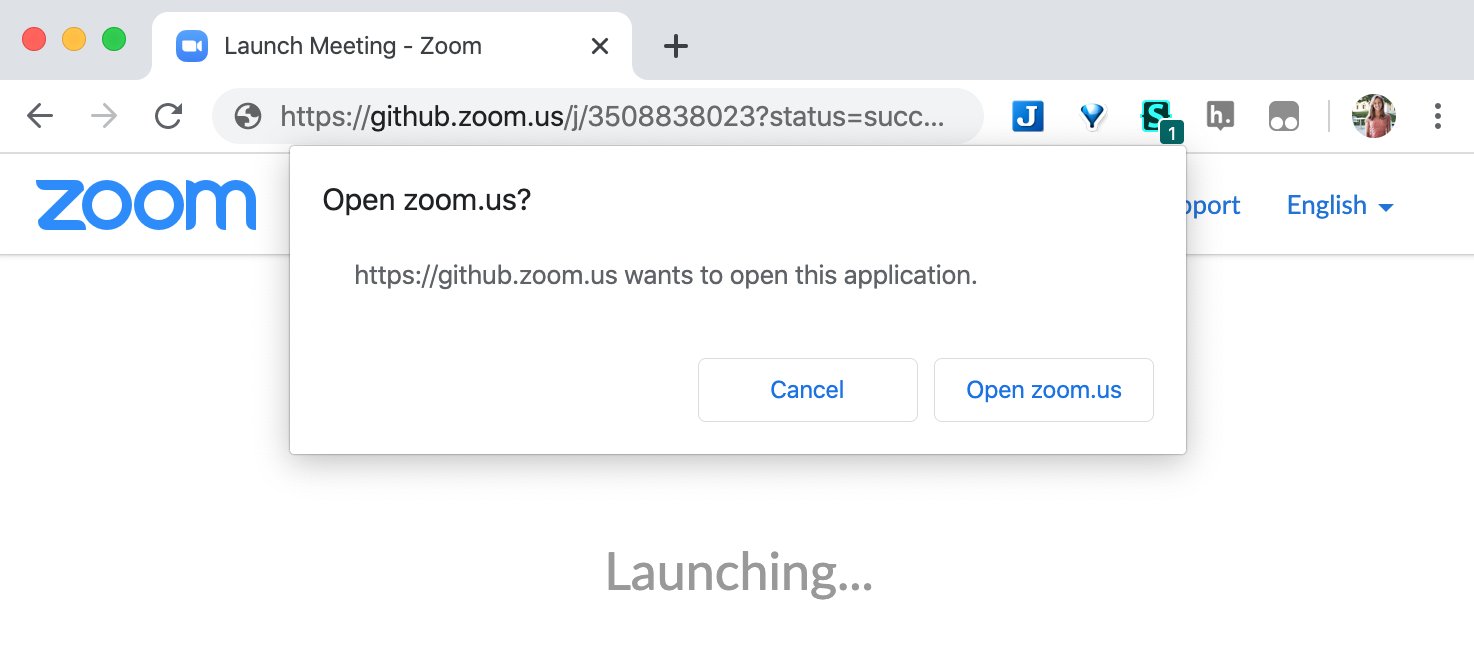 Launch Meeting - Zoom
https://github.zoom.us/j/3508838023?status=succ...
J
S
1
h.
zoom
Open zoom.us?
pport
English
https://github.zoom.us wants to open this application.
Cancel
Open zoom.us
Launching...